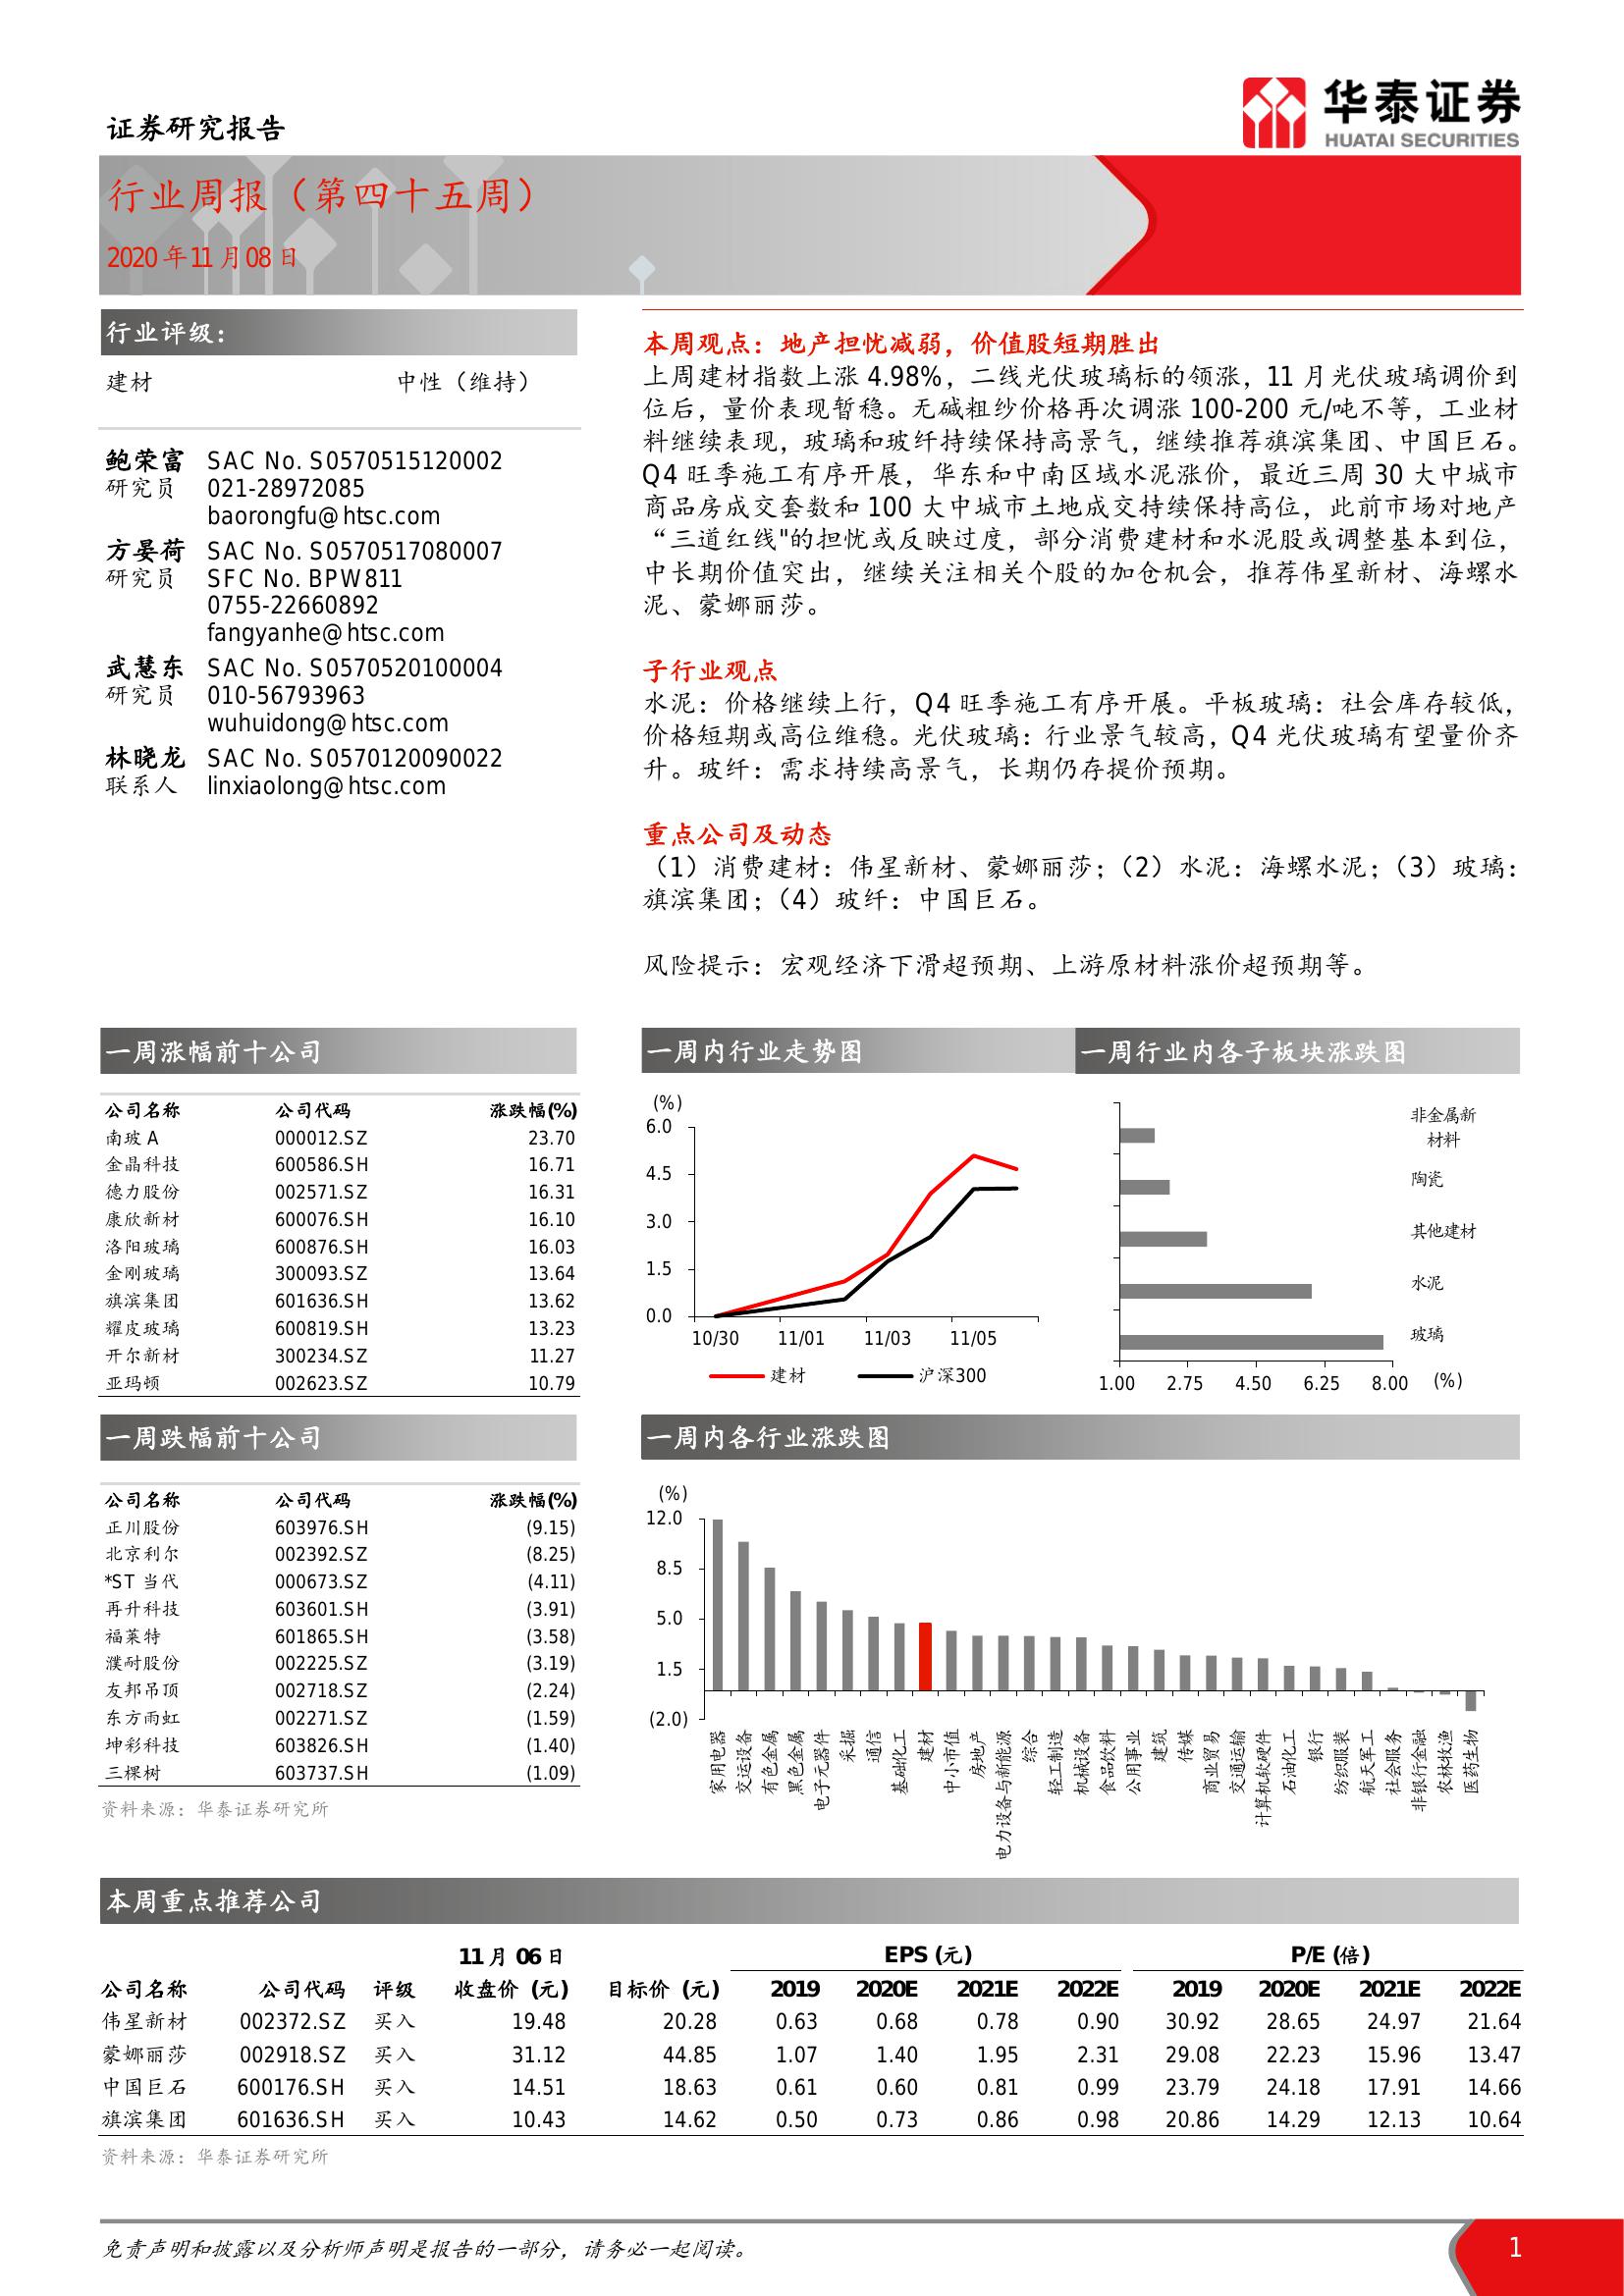 华泰证券
HUATAI SECURITIES
证券研究报告
行业周报（第四十五周）
2020 年 11 月 08 日
行业评级：
建材 中性（维持）
鲍荣富 SAC No. S0570515120002
研究员 021-28972085
baorongfu@htsc.com
方晏荷 SAC No. S0570517080007
研究员 SFC No. BPW811
0755-22660892
fangyanhe@htsc.com
武慧东 SAC No. S0570520100004
研究员 010-56793963
wuhuidong@htsc.com
林晓龙 SAC No. S0570120090022
联系人 linxiaolong@htsc.com
本周观点：地产担忧减弱，价值股短期胜出
上周建材指数上涨 4.98%，二线光伏玻璃标的领涨，11 月光伏玻璃调价到
位后，量价表现暂稳。无碱粗纱价格再次调涨 100-200 元/吨不等，工业材
料继续表现，玻璃和玻纤持续保持高景气，继续推荐旗滨集团、中国巨石。
Q4 旺季施工有序开展，华东和中南区域水泥涨价，最近三周 30 大中城市
商品房成交套数和 100 大中城市土地成交持续保持高位，此前市场对地产
“三道红线"的担忧或反映过度，部分消费建材和水泥股或调整基本到位，
中长期价值突出，继续关注相关个股的加仓机会，推荐伟星新材、海螺水
泥、蒙娜丽莎。
子行业观点
水泥：价格继续上行，Q4 旺季施工有序开展。平板玻璃：社会库存较低，
价格短期或高位维稳。光伏玻璃：行业景气较高，Q4 光伏玻璃有望量价齐
升。玻纤：需求持续高景气，长期仍存提价预期。
重点公司及动态
（1）消费建材：伟星新材、蒙娜丽莎；（2）水泥：海螺水泥；（3）玻璃：
旗滨集团；（4）玻纤：中国巨石。
风险提示：宏观经济下滑超预期、上游原材料涨价超预期等。
一周涨幅前十公司
公司名称 公司代码 涨跌幅(%)
南玻 A 000012.SZ 23.70
金晶科技 600586.SH 16.71
德力股份 002571.SZ 16.31
康欣新材 600076.SH 16.10
洛阳玻璃 600876.SH 16.03
金刚玻璃 300093.SZ 13.64
旗滨集团 601636.SH 13.62
耀皮玻璃 600819.SH 13.23
开尔新材 300234.SZ 11.27
亚玛顿 002623.SZ 10.79
一周跌幅前十公司
公司名称 公司代码 涨跌幅(%)
正川股份 603976.SH (9.15)
北京利尔 002392.SZ (8.25)
*ST 当代 000673.SZ (4.11)
再升科技 603601.SH (3.91)
福莱特 601865.SH (3.58)
濮耐股份 002225.SZ (3.19)
友邦吊顶 002718.SZ (2.24)
东方雨虹 002271.SZ (1.59)
坤彩科技 603826.SH (1.40)
三棵树 603737.SH (1.09)
资料来源：华泰证券研究所
一周内行业走势图
(%)
6.0
4.5
3.0
1.5
0.0
10/30 11/01 11/03 11/05
建材 沪深300
一周行业内各子板块涨跌图
非金属新
材料
陶瓷
其他建材
水泥
玻璃
1.00 2.75 4.50 6.25 8.00 (%)
一周内各行业涨跌图
(%)
12.0
8.5
5.0
1.5
(2.0)
家用电器
交运设备
有色金属
黑色金属
电子元器件
采掘
通信
基础化工
建材
中小市值
房地产
电力设备与新能源
综合
轻工制造
机械设备
食品饮料
公用事业
建筑
传媒
商业贸易
交通运输
计算机软硬件
石油化工
银行
纺织服装
航天军工
社会服务
非银行金融
农林牧渔
医药生物
本周重点推荐公司
11 月 06 日 EPS (元) P/E (倍)
公司名称 公司代码 评级 收盘价 (元) 目标价 (元) 2019 2020E 2021E 2022E 2019 2020E 2021E 2022E
伟星新材 002372.SZ 买入 19.48 20.28 0.63 0.68 0.78 0.90 30.92 28.65 24.97 21.64
蒙娜丽莎 002918.SZ 买入 31.12 44.85 1.07 1.40 1.95 2.31 29.08 22.23 15.96 13.47
中国巨石 600176.SH 买入 14.51 18.63 0.61 0.60 0.81 0.99 23.79 24.18 17.91 14.66
旗滨集团 601636.SH 买入 10.43 14.62 0.50 0.73 0.86 0.98 20.86 14.29 12.13 10.64
资料来源：华泰证券研究所
免责声明和披露以及分析师声明是报告的一部分，请务必一起阅读。 1